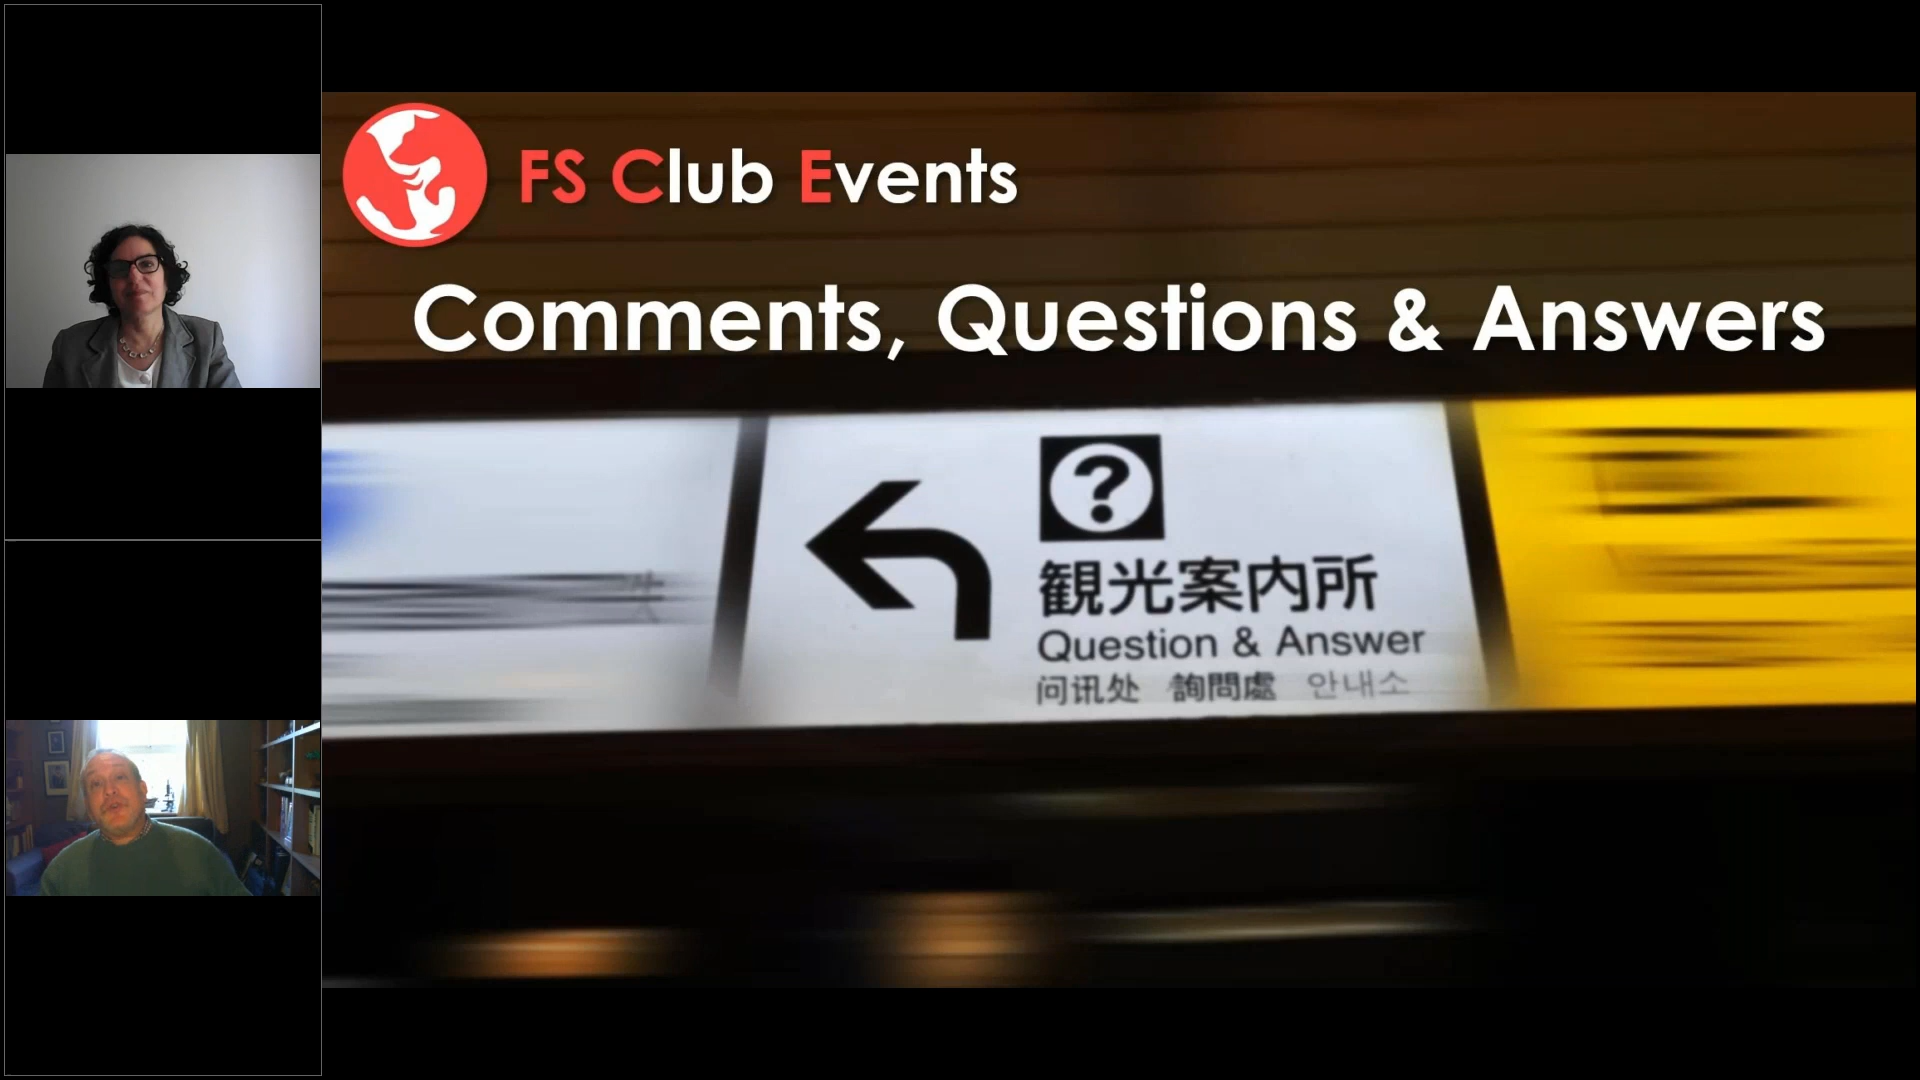 FS Club Events
Comments, Questions & Answers
?
観光案内所
Question & Answer
问讯处 詢問處 안내소